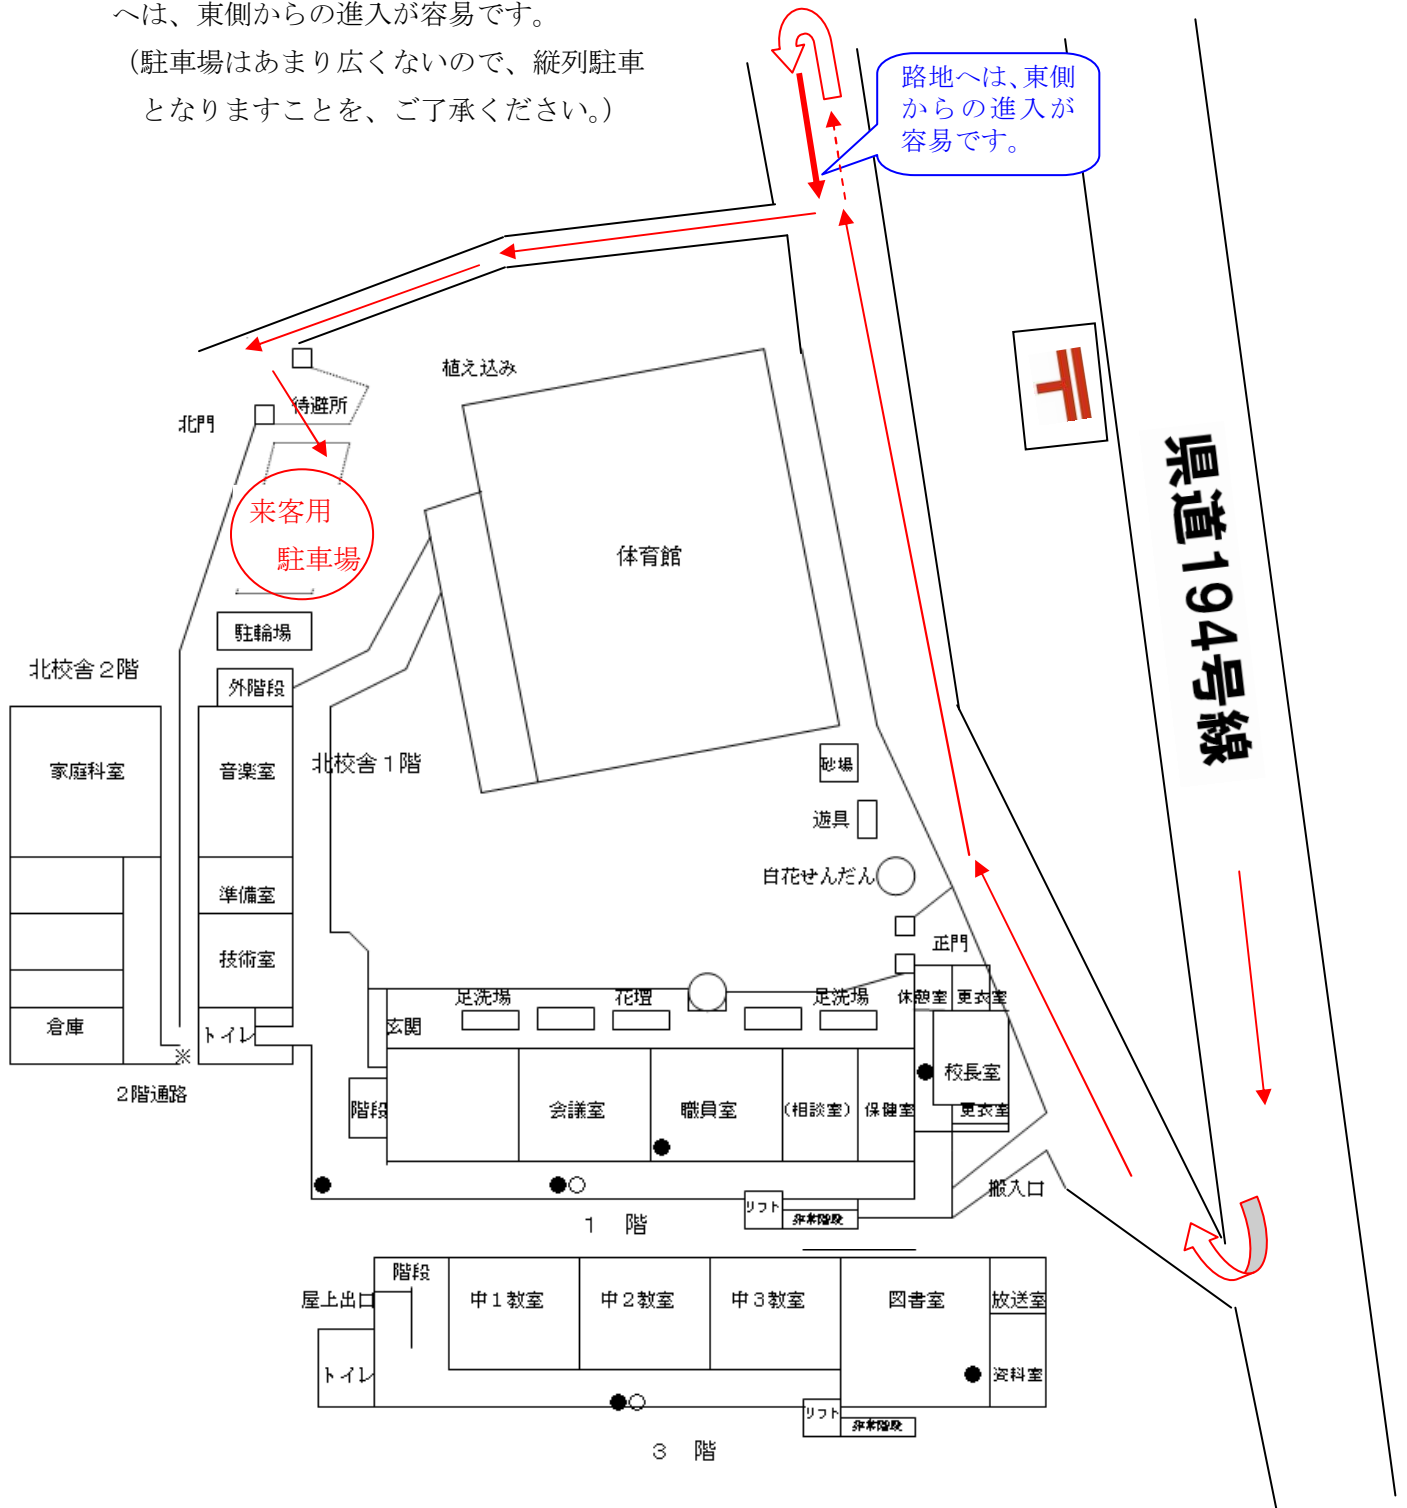 へは、東側からの進入が容易です。
（駐車場はあまり広くないので、縦列駐車
となりますことを、ご了承ください。）
路地へは、東側
からの進入が
容易です。
植え込み
待避所
北門
〒
県道194号線
来客用
駐車場
体育館
駐輪場
北校舎２階
外階段
家庭科室
音楽室
北校舎１階
砂場
遊具
白花せんだん
準備室
正門
技術室
足洗場
花壇
足洗場
休憩室
更衣室
倉庫
トイレ
玄関
※
校長室
２階通路
階段
会議室
職員室
（相談室）
保健室
更衣室
搬入口
リフト
非常階段
１　階
階段
屋上出口
中１教室
中２教室
中３教室
図書室
放送室
トイレ
資料室
リフト
非常階段
３　階